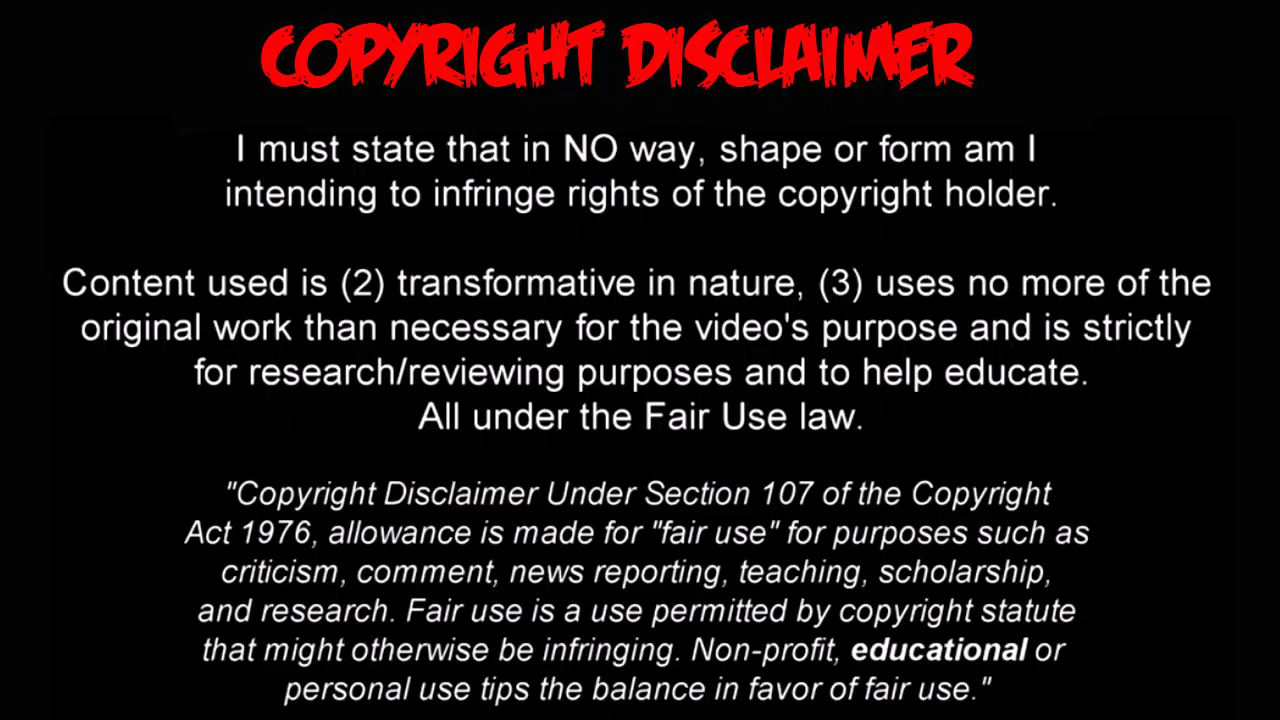 COPYRIGHT DISCLAIMER
I must state that in NO way, shape or form am I
intending to infringe rights of the copyright holder.
Content used is (2) transformative in nature, (3) uses no more of the
original work than necessary for the video's purpose and is strictly
for research/reviewing purposes and to help educate.
All under the Fair Use law.
"Copyright Disclaimer Under Section 107 of the Copyright
Act 1976, allowance is made for "fair use" for purposes such as
criticism, comment, news reporting, teaching, scholarship,
and research. Fair use is a use permitted by copyright statute
that might otherwise be infringing. Non-profit, educational or
personal use tips the balance in favor of fair use."